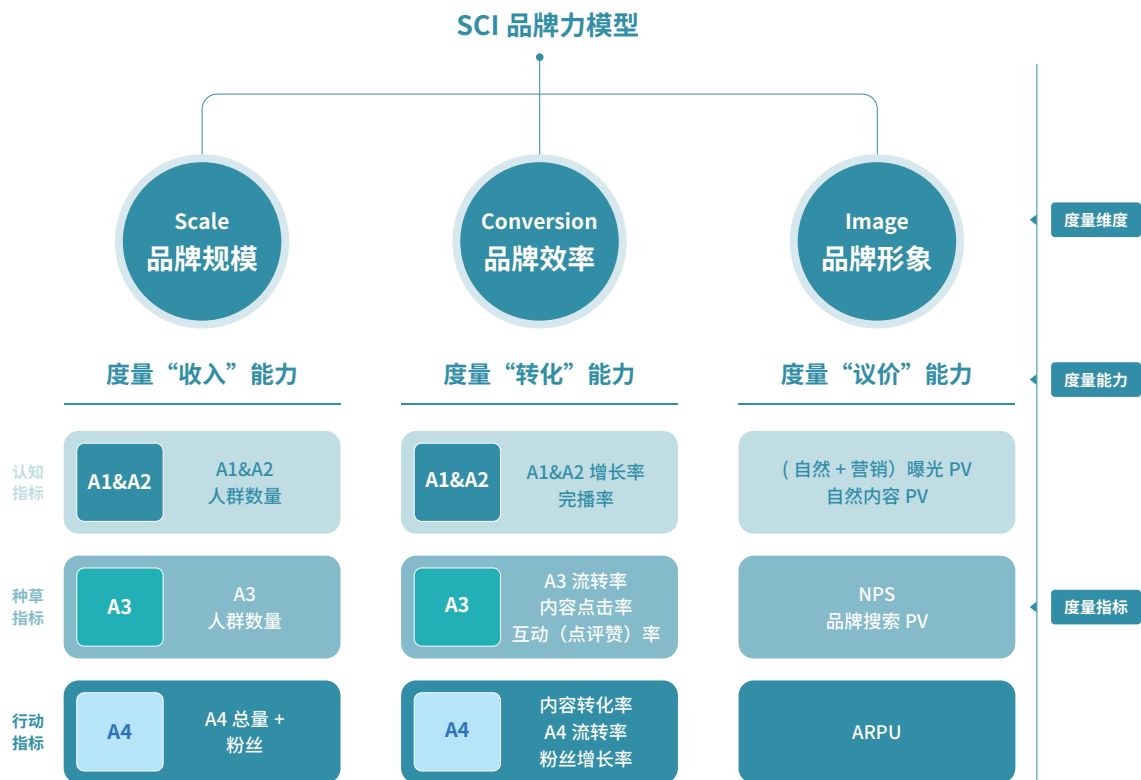 SCI 品牌力模型
Scale
品牌规模
Conversion
品牌效率
Image
品牌形象
度量维度
度量“收入”能力
度量“转化”能力
度量“议价”能力
度量能力
认知
指标
A1&A2
A1&A2
人群数量
A1&A2
A1&A2 增长率
完播率
( 自然 + 营销）曝光 PV
自然内容 PV
种草
指标
A3
A3
人群数量
A3
A3 流转率
内容点击率
互动（点评赞）率
NPS
品牌搜索 PV
度量指标
行动
指标
A4
A4 总量 +
粉丝
A4
内容转化率
A4 流转率
粉丝增长率
ARPU